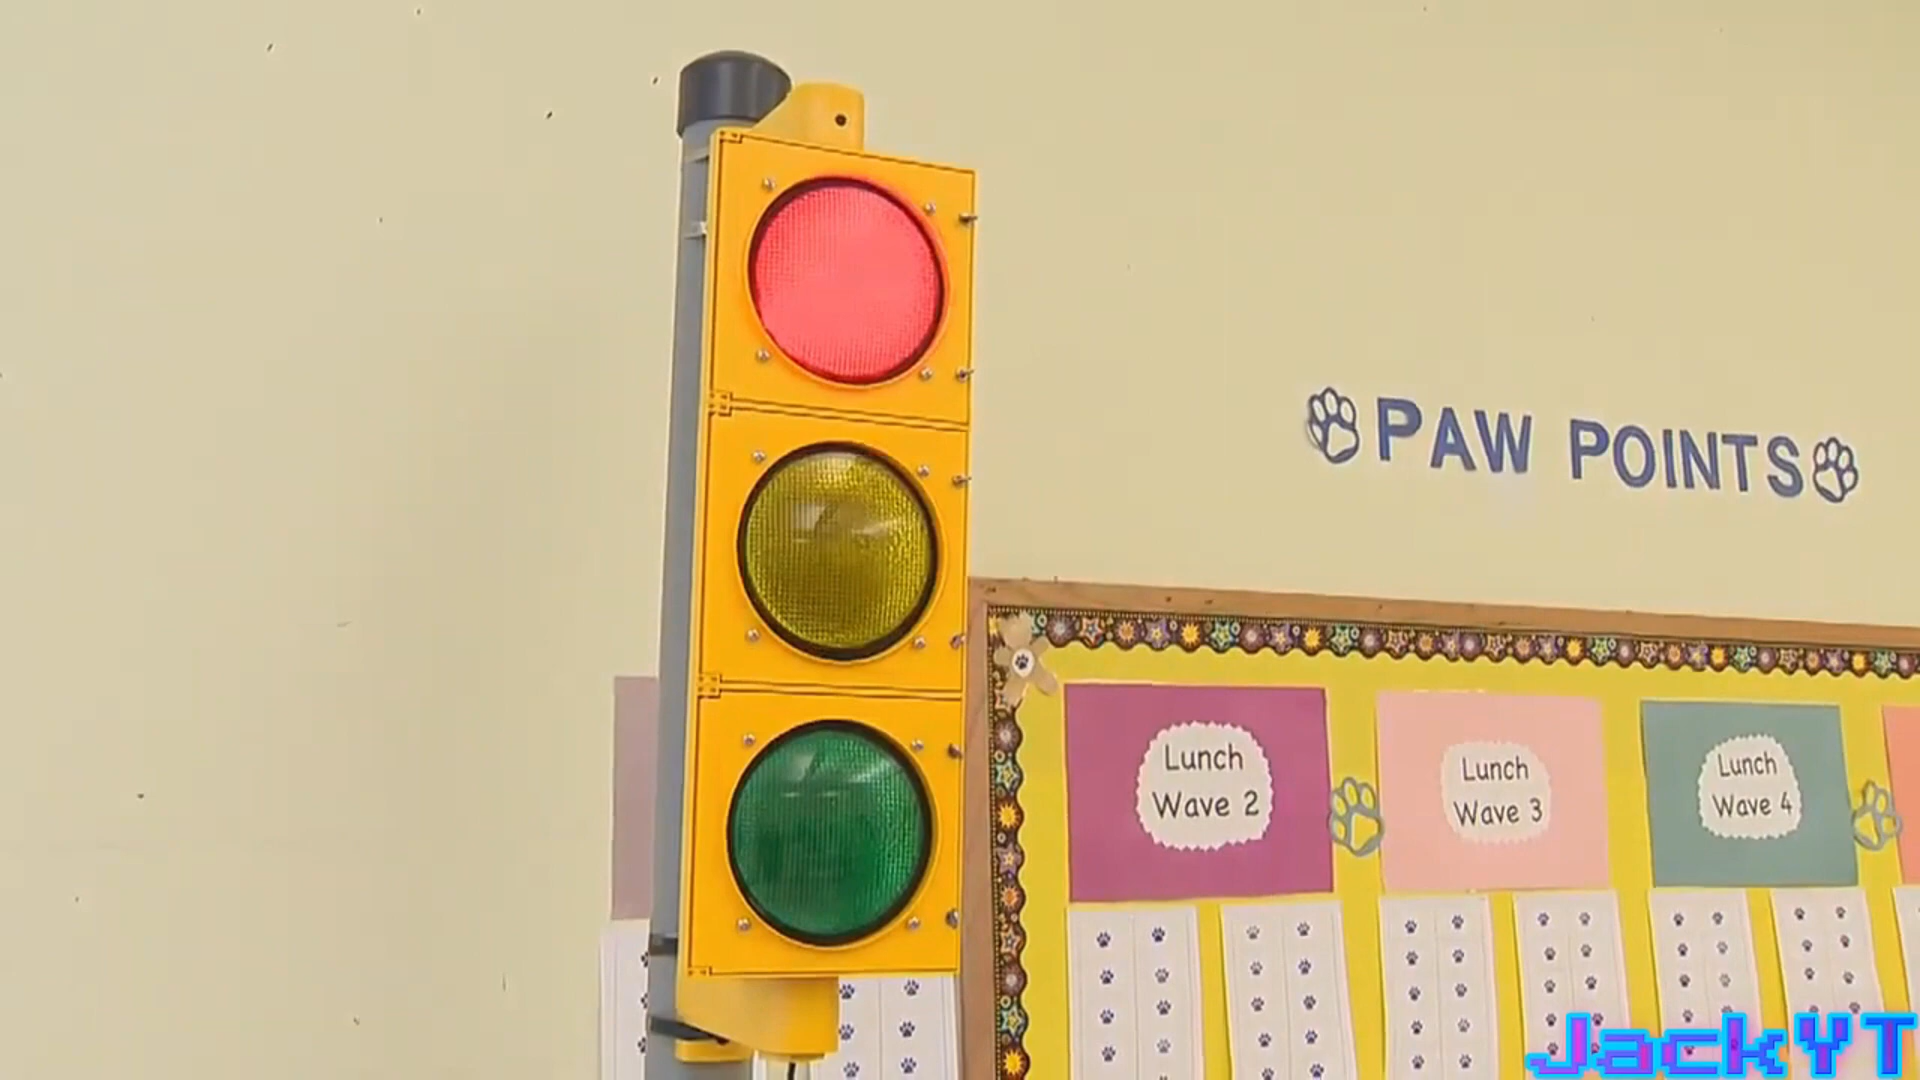 PAW POINTS
Lunch
Wave 2
Lunch
Wave 3
Lunch
Wave 4
JackYT